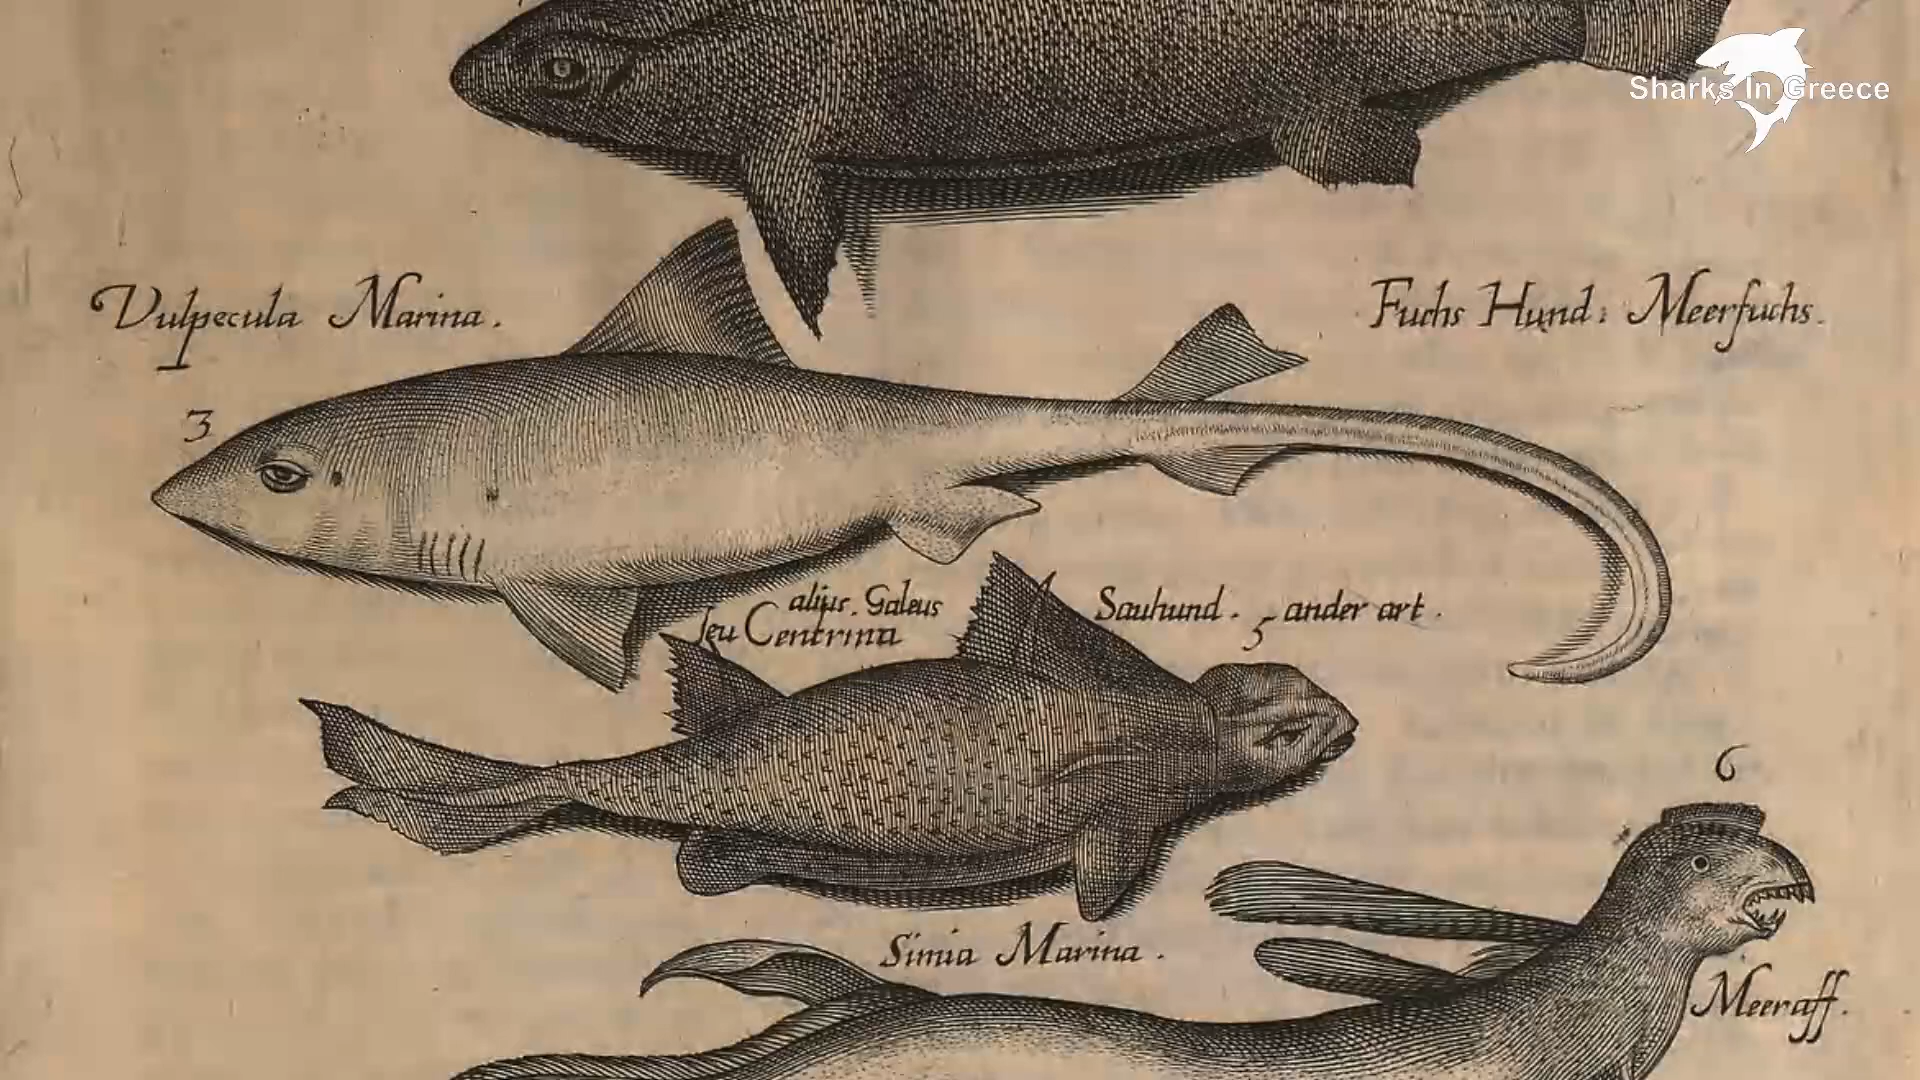 Sharks In Greece
Vulpecula Marina.
Fuchs Hund: Meerfuchs.
3
alijus. Galeus
seu Centrina
Sauhund. 5 ander art.
6
Simia Marina.
Meeraff.